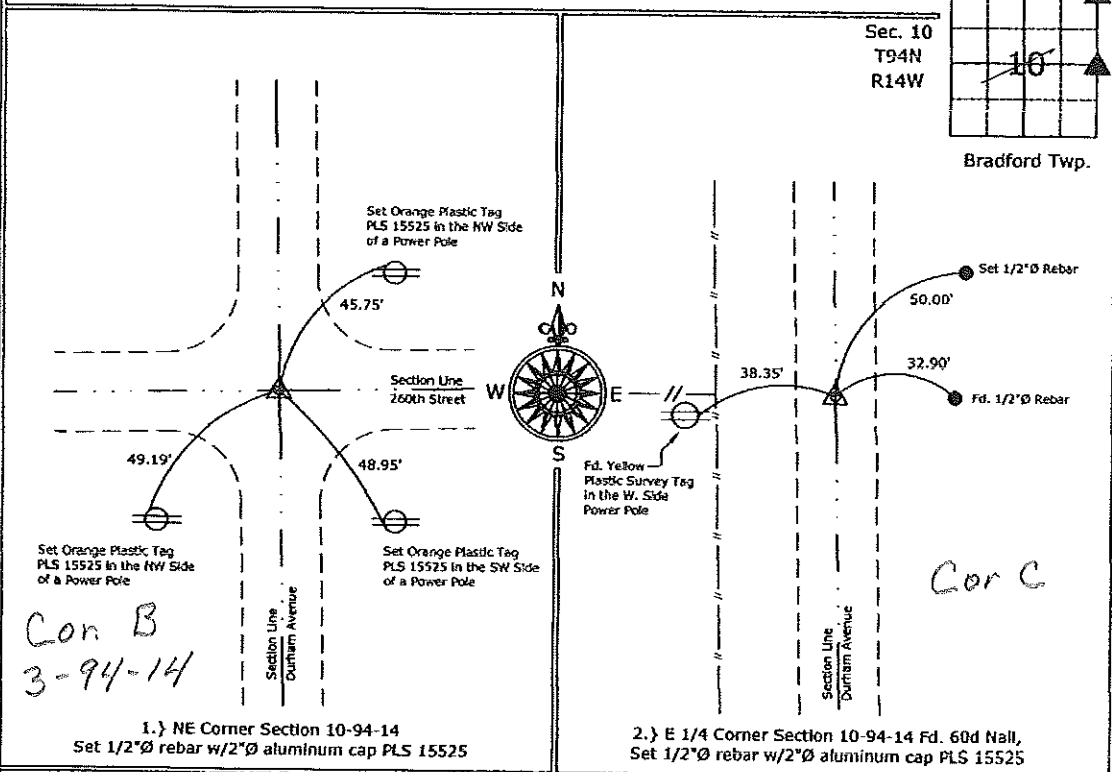 Sec. 10
T94N
R14W
10
Bradford Twp.
Set Orange Plastic Tag
PLS 15525 in the NW Side
of a Power Pole
45.75'
Section Line
260th Street
49.19'
48.95'
Set Orange Plastic Tag
PLS 15525 in the NW Side
of a Power Pole
Set Orange Plastic Tag
PLS 15525 in the SW Side
of a Power Pole
Section Line
Durham Avenue
Cor. B
3-94-14
1.} NE Corner Section 10-94-14
Set 1/2"Ø rebar w/2"Ø aluminum cap PLS 15525
N
W
E
S
Set 1/2"Ø Rebar
50.00'
38.35'
32.90'
Fd. 1/2"Ø Rebar
Fd. Yellow
Plastic Survey Tag
in the W. Side
Power Pole
Cor C
Section Line
Durham Avenue
2.} E 1/4 Corner Section 10-94-14 Fd. 60d Nail,
Set 1/2"Ø rebar w/2"Ø aluminum cap PLS 15525